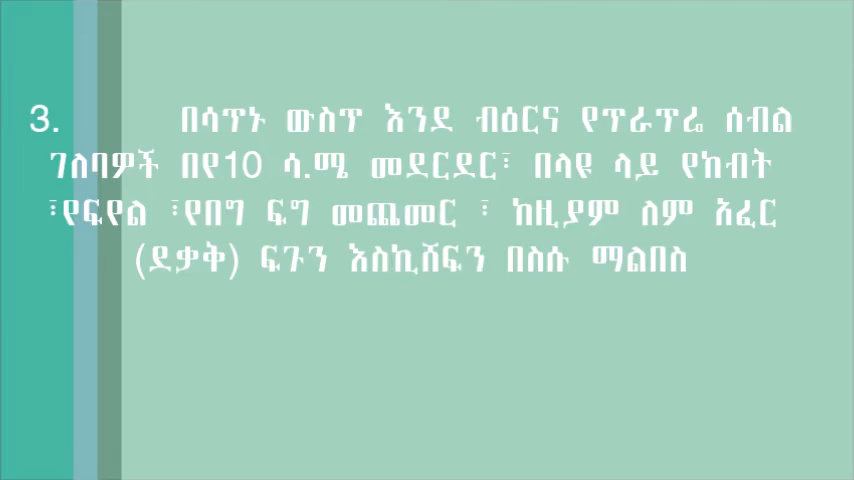 3. በሳጥኑ ውስጥ እንደ ብዕርና የጥራጥሬ ሰብል
ገለባዎች በየ10 ሳ.ሜ መደርደር፣ በላዩ ላይ የከብት
፣የፍየል ፣የበግ ፍግ መጨመር ፣ ከዚያም ለም አፈር
(ደቃቅ) ፍጉን እስኪሸፍን በስሱ ማልበስ